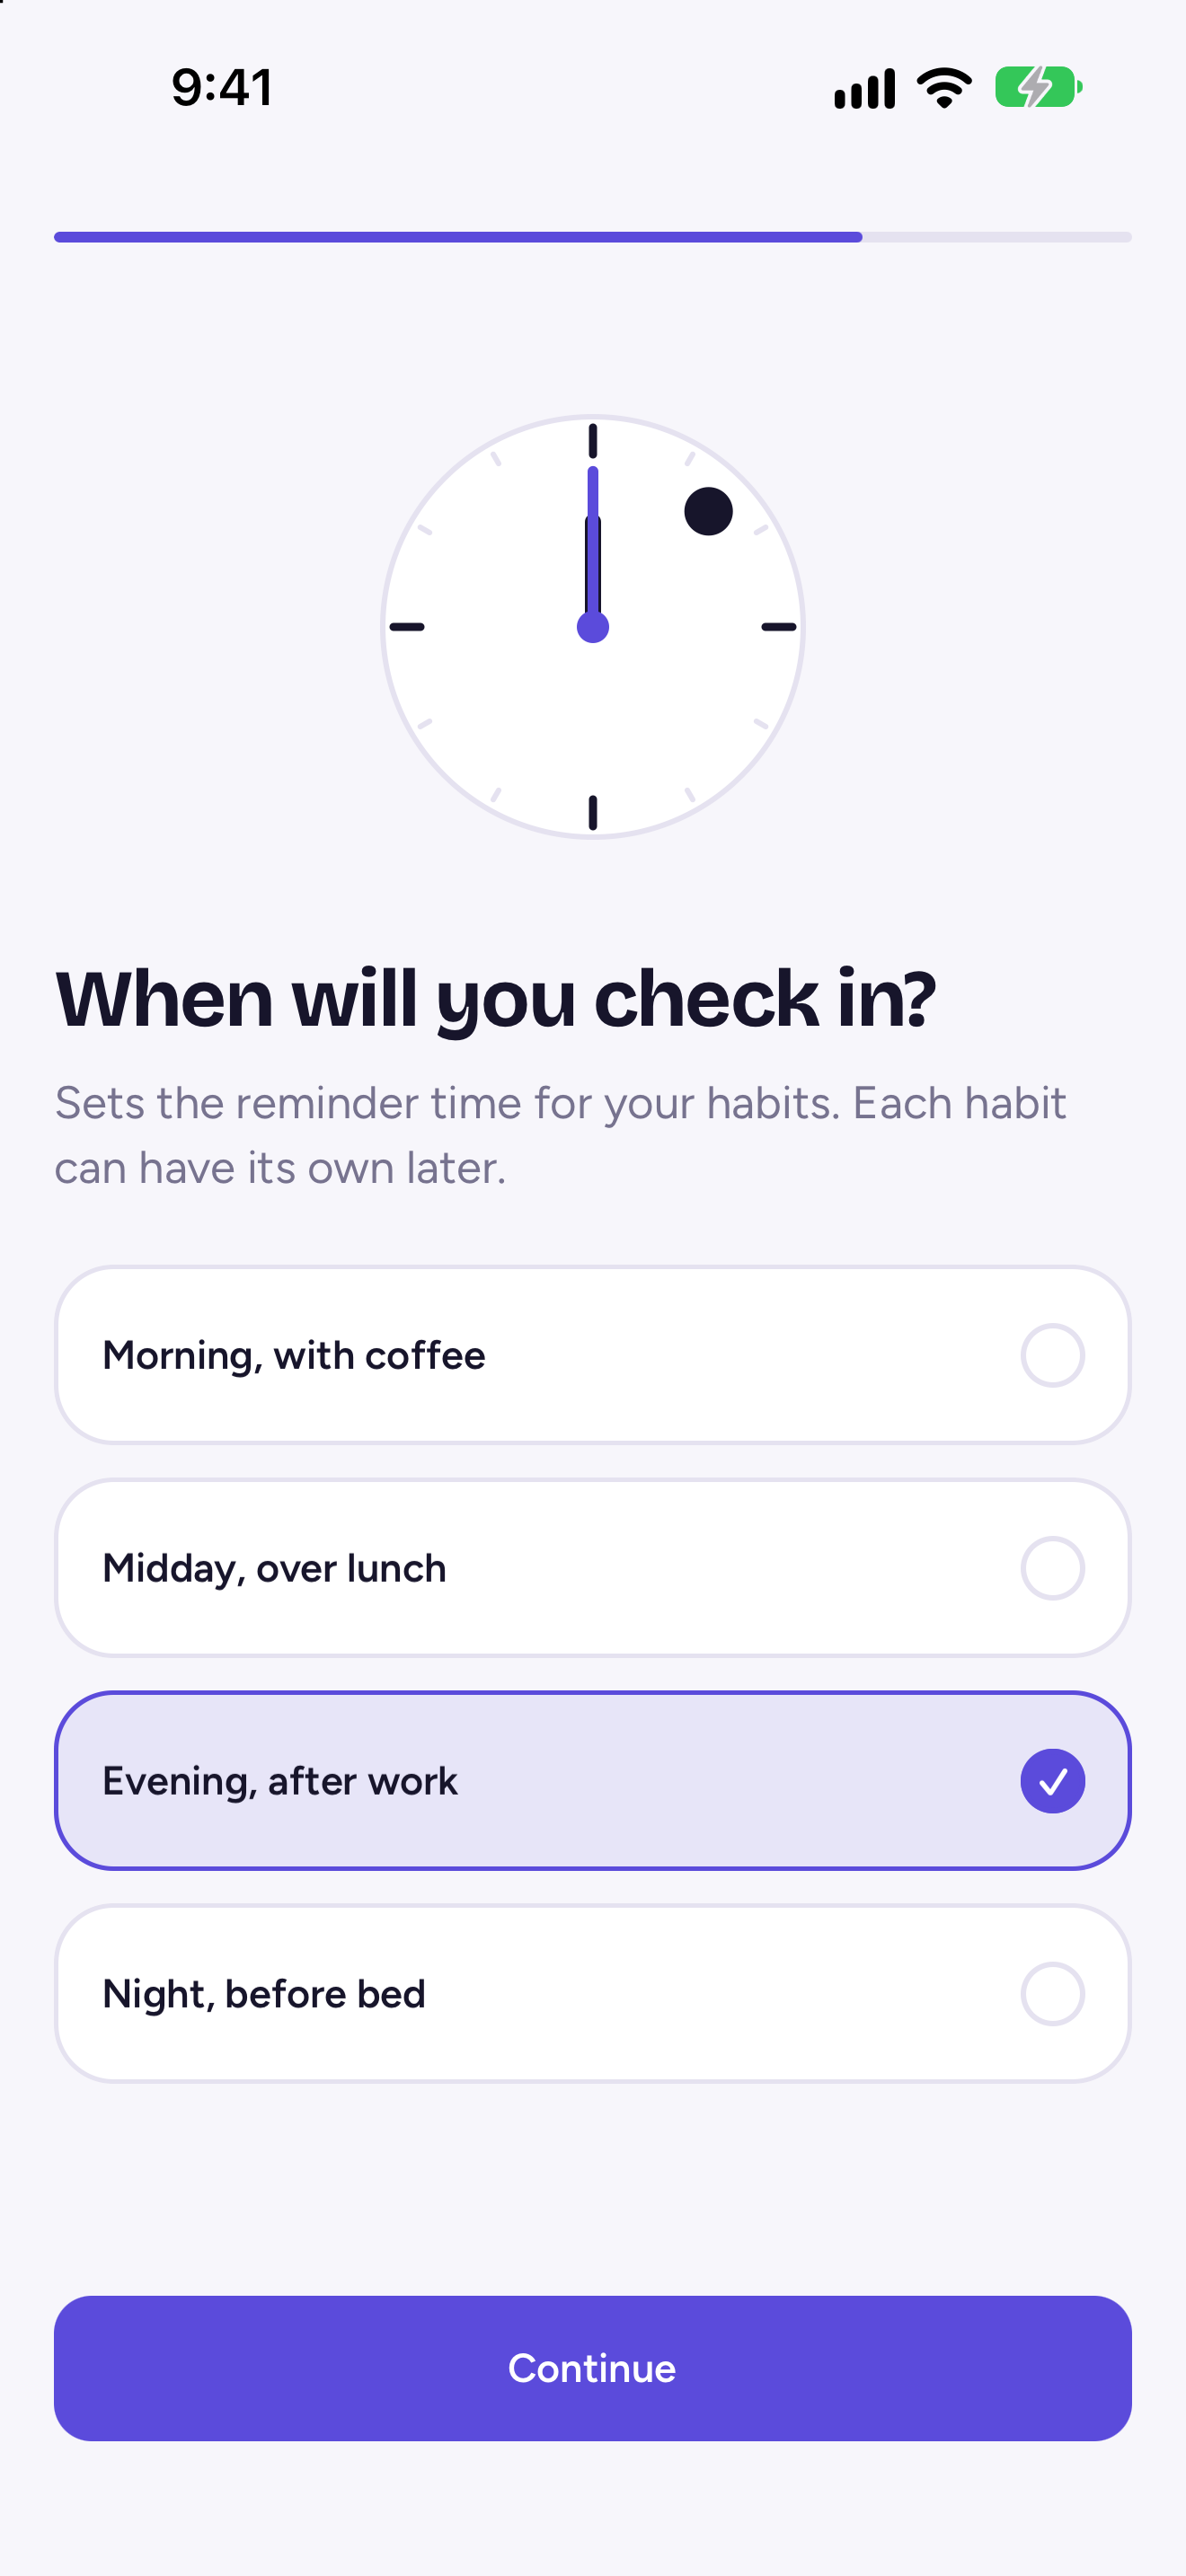 9:41
When will you check in?
Sets the reminder time for your habits. Each habit
can have its own later.
Morning, with coffee
Midday, over lunch
Evening, after work
Night, before bed
Continue